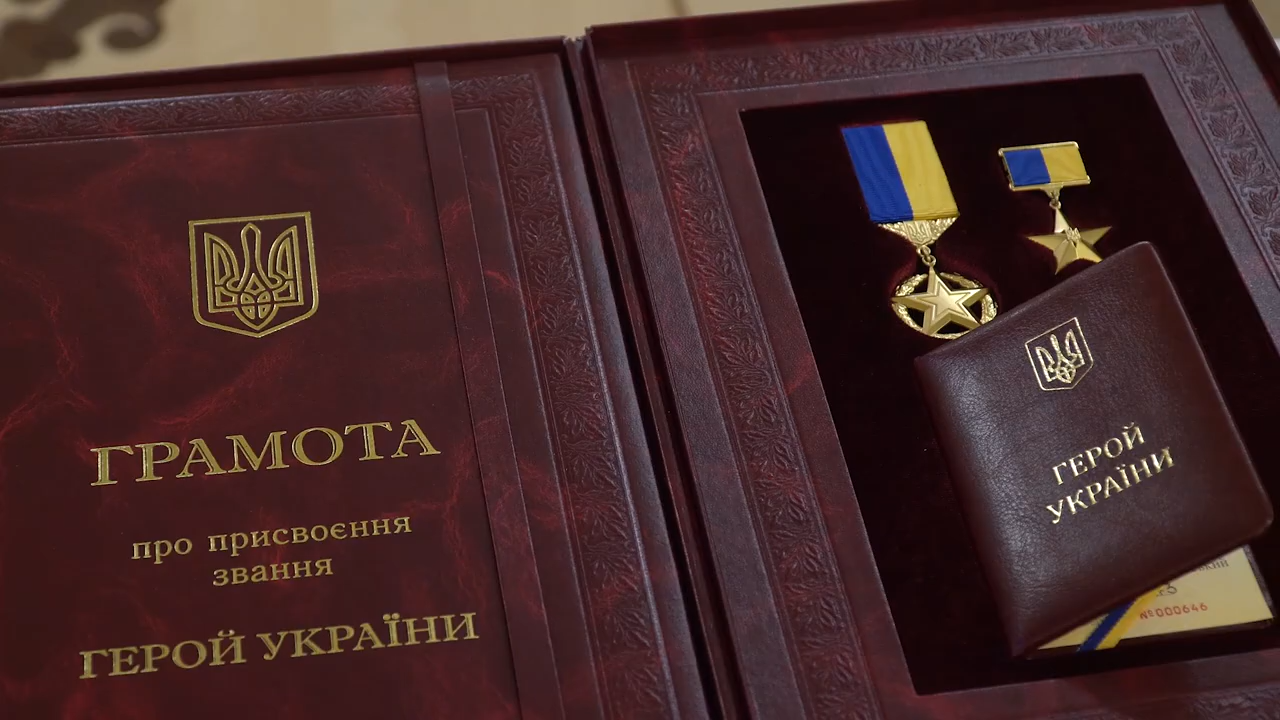 ГРАМОТА
про присвоєння
звання
ГЕРОЙ УКРАЇНИ
ГЕРОЙ
УКРАЇНИ
№000646